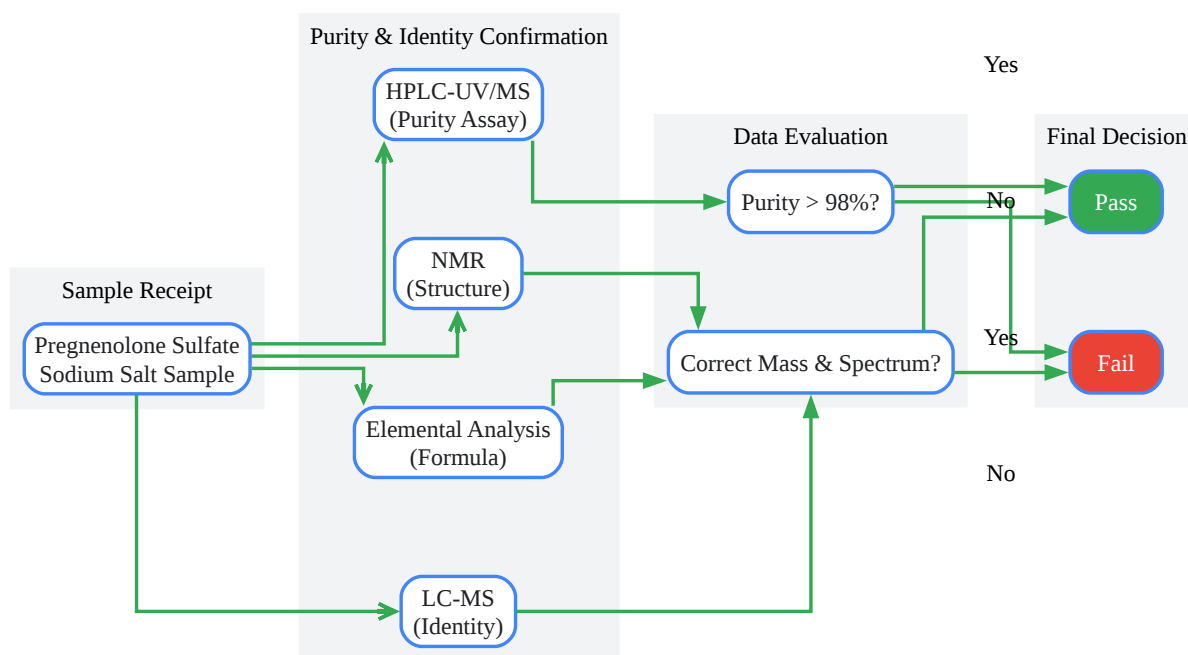 Sample Receipt
Pregnenolone Sulfate
Sodium Salt Sample
Purity & Identity Confirmation
HPLC-UV/MS
(Purity Assay)
NMR
(Structure)
Elemental Analysis
(Formula)
LC-MS
(Identity)
Data Evaluation
Purity > 98%?
Correct Mass & Spectrum?
Yes
No
Yes
No
Final Decision
Pass
Fail